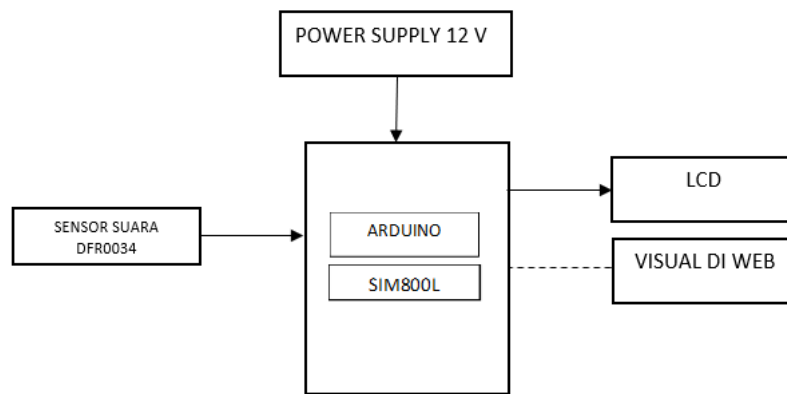 POWER SUPPLY 12 V
SENSOR SUARA
DFR0034
ARDUINO
SIM800L
LCD
VISUAL DI WEB